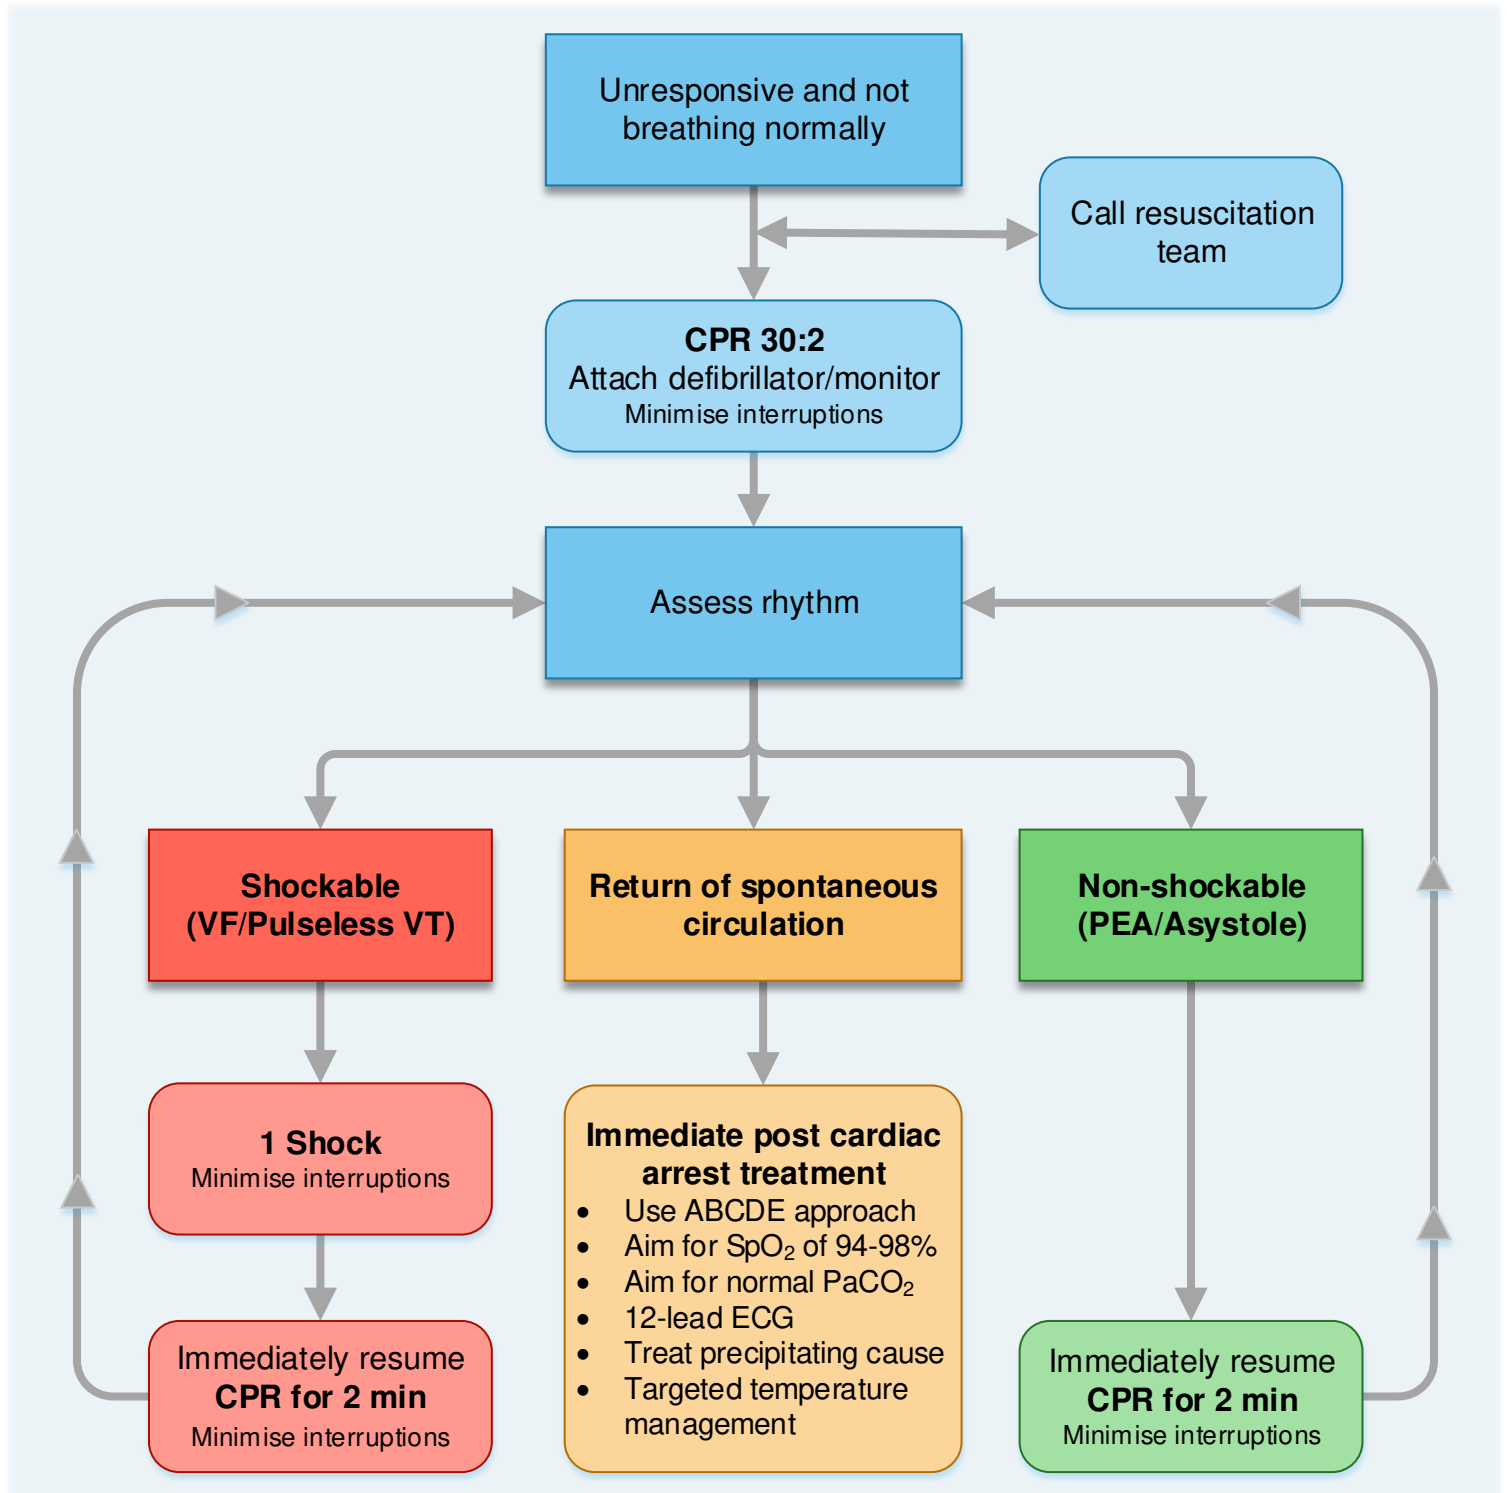 Unresponsive and not
breathing normally
Call resuscitation
team
CPR 30:2
Attach defibrillator/monitor
Minimise interruptions
Assess rhythm
Shockable
(VF/Pulseless VT)
Return of spontaneous
circulation
Non-shockable
(PEA/Asystole)
1 Shock
Minimise interruptions
Immediately resume
CPR for 2 min
Minimise interruptions
Immediate post cardiac
arrest treatment
• Use ABCDE approach
• Aim for SpO₂ of 94-98%
• Aim for normal PaCO₂
• 12-lead ECG
• Treat precipitating cause
• Targeted temperature
management
Immediately resume
CPR for 2 min
Minimise interruptions